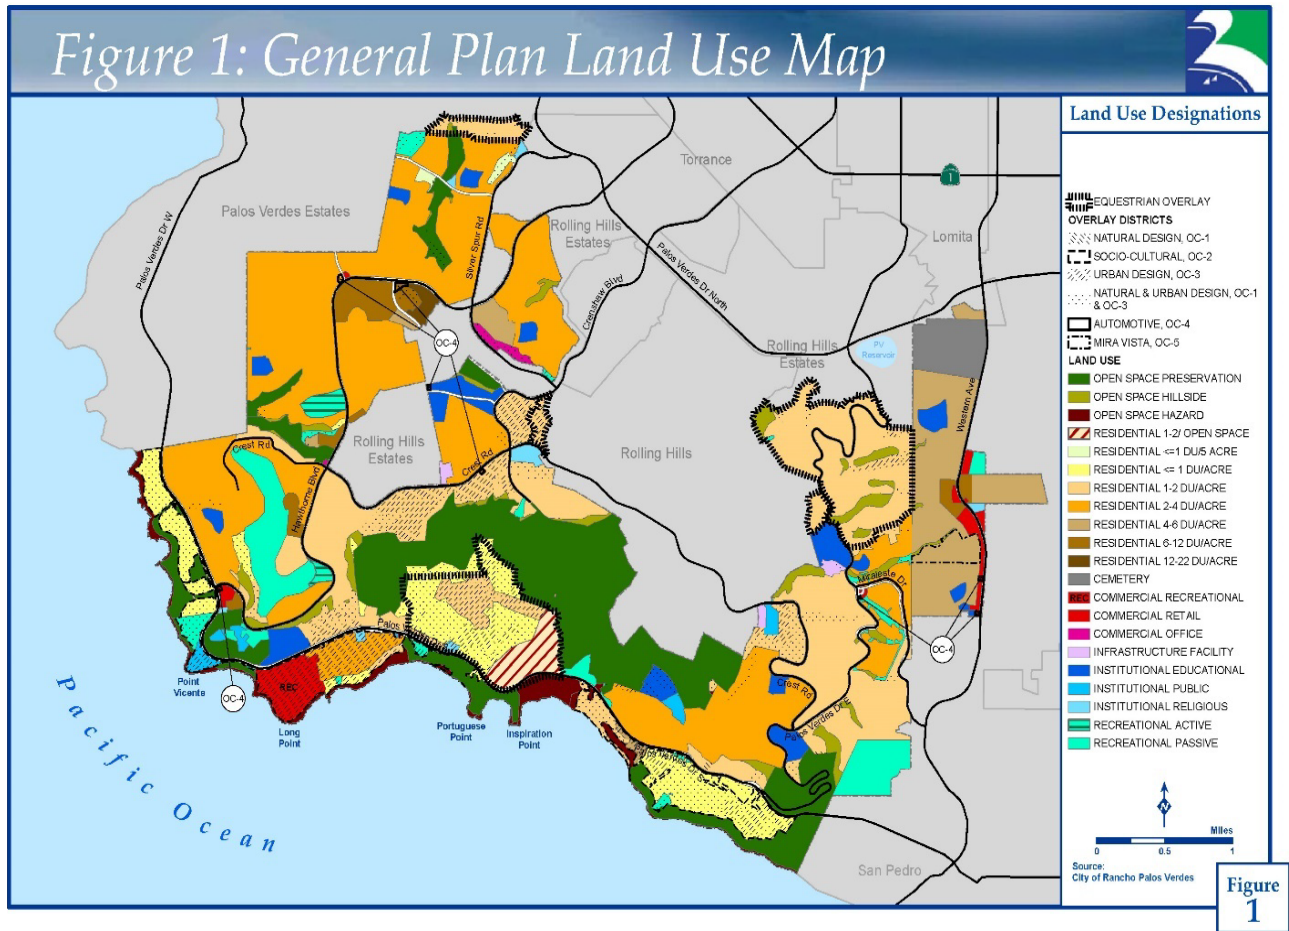 Figure 1: General Plan Land Use Map
Land Use Designations
EQUESTRIAN OVERLAY
OVERLAY DISTRICTS
NATURAL DESIGN, OC-1
SOCIO-CULTURAL, OC-2
URBAN DESIGN, OC-3
NATURAL & URBAN DESIGN, OC-1
& OC-3
AUTOMOTIVE, OC-4
MIRA VISTA, OC-5
LAND USE
OPEN SPACE PRESERVATION
OPEN SPACE HILLSIDE
OPEN SPACE HAZARD
RESIDENTIAL 1-2/ OPEN SPACE
RESIDENTIAL <=1 DU/5 ACRE
RESIDENTIAL <= 1 DU/ACRE
RESIDENTIAL 1-2 DU/ACRE
RESIDENTIAL 2-4 DU/ACRE
RESIDENTIAL 4-6 DU/ACRE
RESIDENTIAL 6-12 DU/ACRE
RESIDENTIAL 12-22 DU/ACRE
CEMETERY
REC COMMERCIAL RECREATIONAL
COMMERCIAL RETAIL
COMMERCIAL OFFICE
INFRASTRUCTURE FACILITY
INSTITUTIONAL EDUCATIONAL
INSTITUTIONAL PUBLIC
INSTITUTIONAL RELIGIOUS
RECREATIONAL ACTIVE
RECREATIONAL PASSIVE
N
Miles
0 0.5 1
Source:
City of Rancho Palos Verdes
Figure
1
Torrance
1
Palos Verdes Estates
Palos Verdes Dr W
Silver Spur Rd
Rolling Hills
Estates
Lomita
Palos Verdes Dr North
Crenshaw Blvd
OC-4
Rolling Hills
Estates
PV
Reservoir
Western Ave
Rolling Hills
Estates
Rolling Hills
Crest Rd
Crest Rd
Hawthorne Blvd
Miraleste Dr
OC-4
Palos Verdes Dr
Crest Rd
Palos Verdes Dr E
REC
Point
Vicente
OC-4
Long
Point
Portuguese
Point
Inspiration
Point
Pacific Ocean
San Pedro